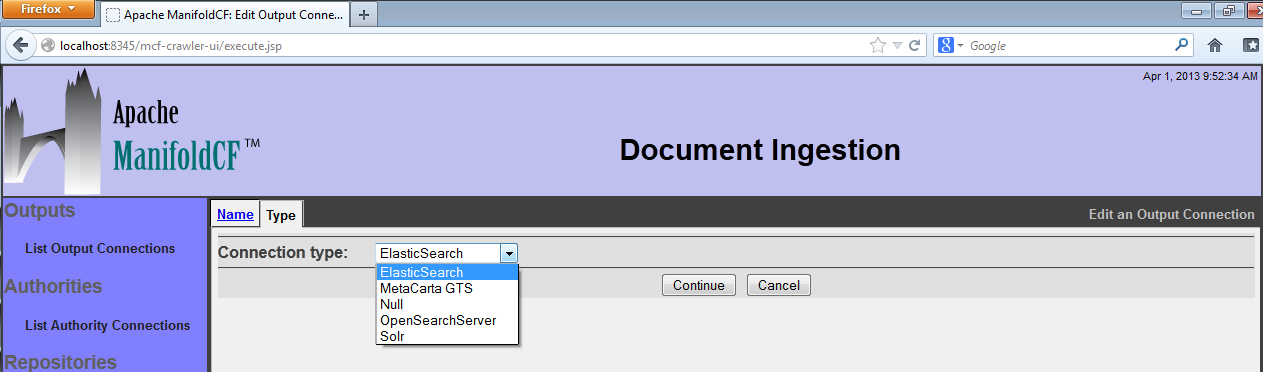 Firefox
Apache ManifoldCF: Edit Output Conne...
localhost:8345/mcf-crawler-ui/execute.jsp
Google
Apr 1, 2013 9:52:34 AM
Apache
ManifoldCF™
Document Ingestion
Outputs
List Output Connections
Authorities
List Authority Connections
Repositories
Name
Type
Edit an Output Connection
Connection type:
ElasticSearch
ElasticSearch
MetaCarta GTS
Null
OpenSearchServer
Solr
Continue
Cancel